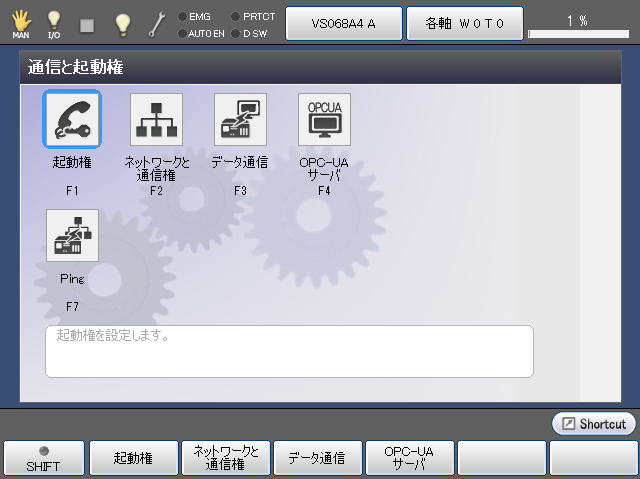 MAN
I/O
EMG
PRTCT
AUTO EN
D SW
VS068A4 A
各軸 W0T0
1 %
通信と起動権
起動権
F1
ネットワークと
通信権
F2
データ通信
F3
OPCUA
OPC-UA
サーバ
F4
Ping
F7
起動権を設定します。
Shortcut
SHIFT
起動権
ネットワークと
通信権
データ通信
OPC-UA
サーバ